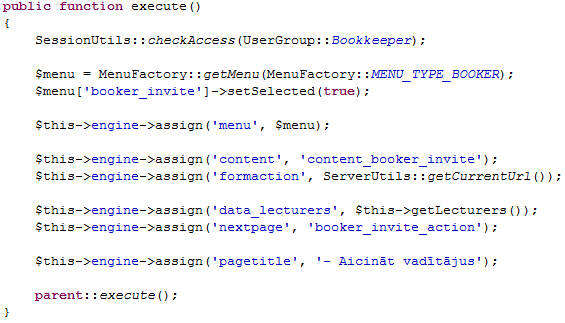 public function execute()
{
    SessionUtils::checkAccess(UserGroup::Bookkeeper);

    $menu = MenuFactory::getMenu(MenuFactory::MENU_TYPE_BOOKER);
    $menu['booker_invite']->setSelected(true);

    $this->engine->assign('menu', $menu);

    $this->engine->assign('content', 'content_booker_invite');
    $this->engine->assign('formaction', ServerUtils::getCurrentUrl());

    $this->engine->assign('data_lecturers', $this->getLecturers());
    $this->engine->assign('nextpage', 'booker_invite_action');

    $this->engine->assign('pagetitle', '- Aicināt vadītājus');

    parent::execute();
}